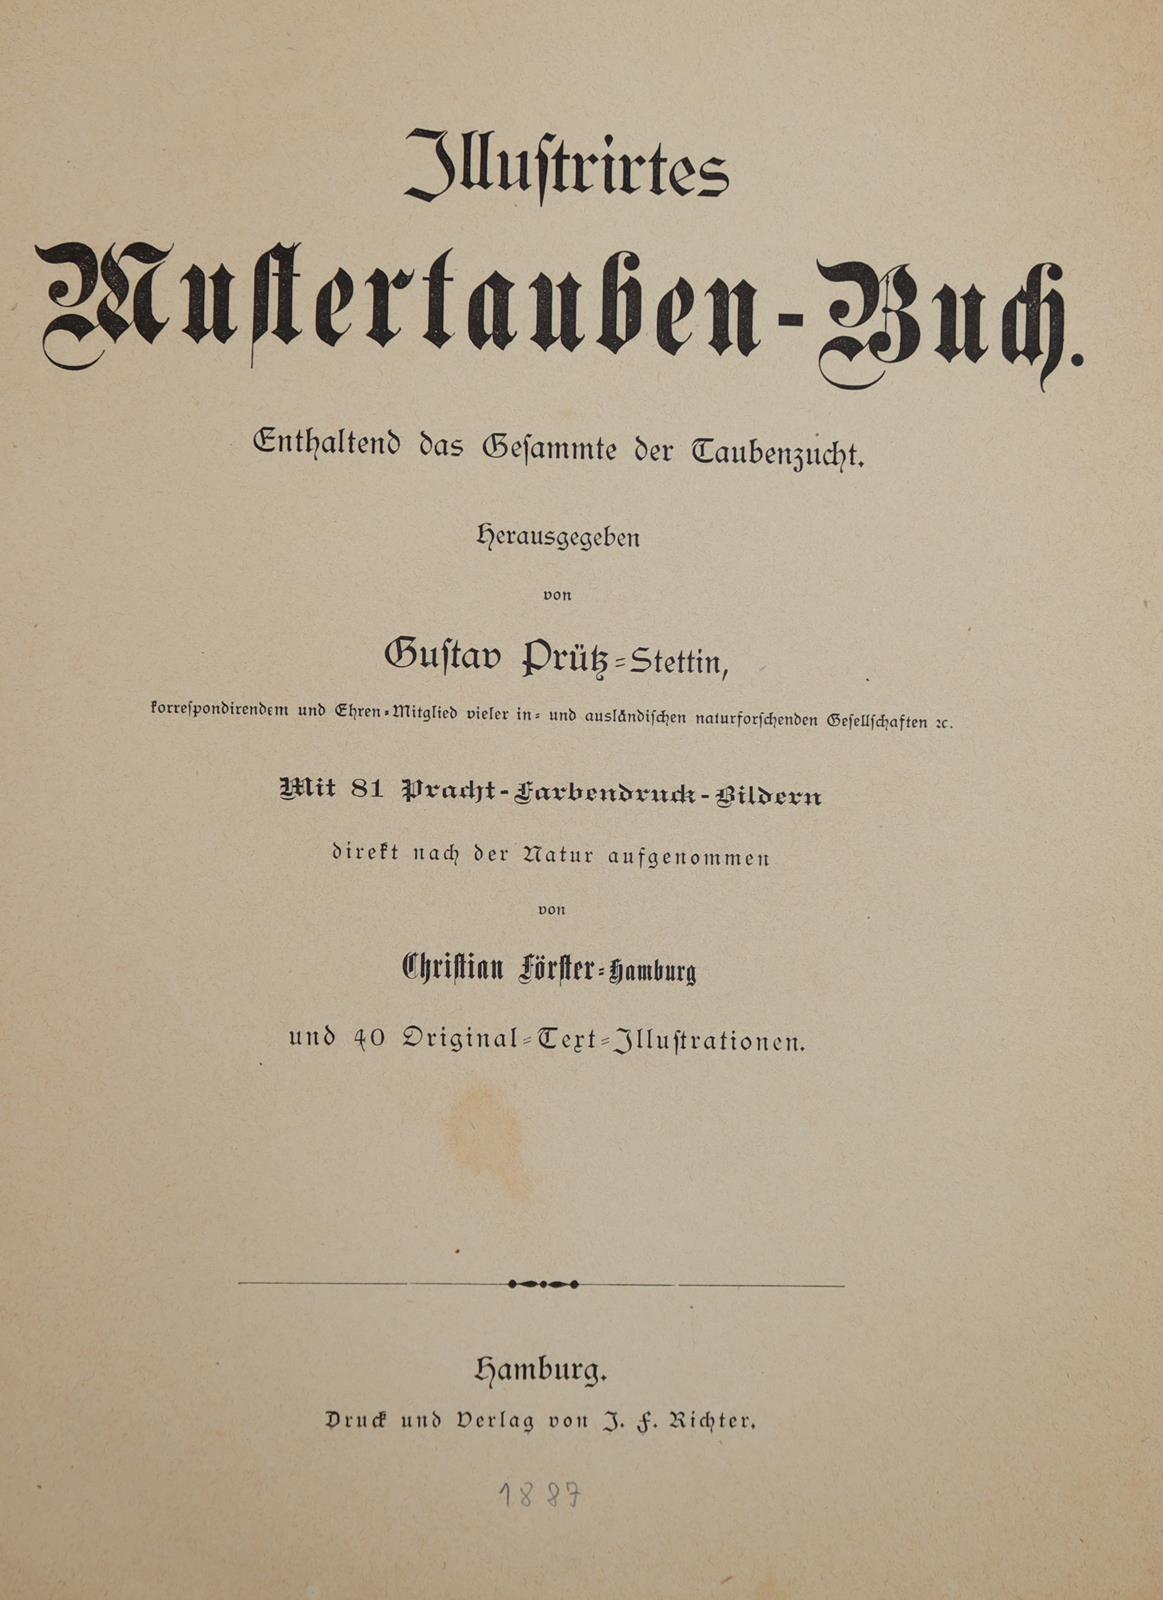 Illuſtrirtes
Muſtertauben-Buch.
Enthaltend das Geſammte der Taubenzucht.
Herausgegeben
von
Guſtav Prütz-Stettin,
korreſpondirendem und Ehren-Mitglied vieler in- und ausländiſchen naturforſchenden Geſellſchaften ꝛc.
Mit 81 Pracht-Farbendruck-Bildern
direkt nach der Natur aufgenommen
von
Chriſtian Förſter-Hamburg
und 40 Original-Text-Illuſtrationen.
Hamburg.
Druck und Verlag von J. F. Richter.
1887